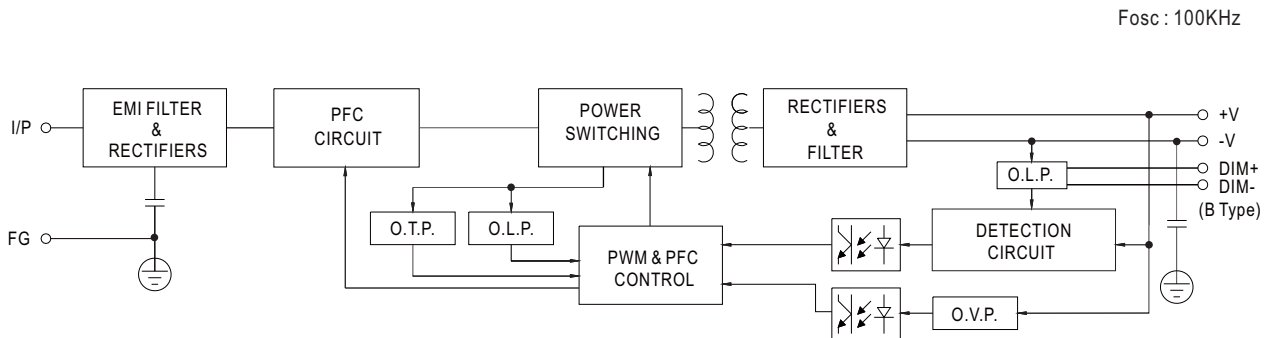 Fosc : 100KHz
I/P
EMI FILTER
&
RECTIFIERS
PFC
CIRCUIT
POWER
SWITCHING
RECTIFIERS
&
FILTER
+V
-V
DIM+
DIM-
(B Type)
O.L.P.
FG
O.T.P.
O.L.P.
PWM & PFC
CONTROL
DETECTION
CIRCUIT
O.V.P.